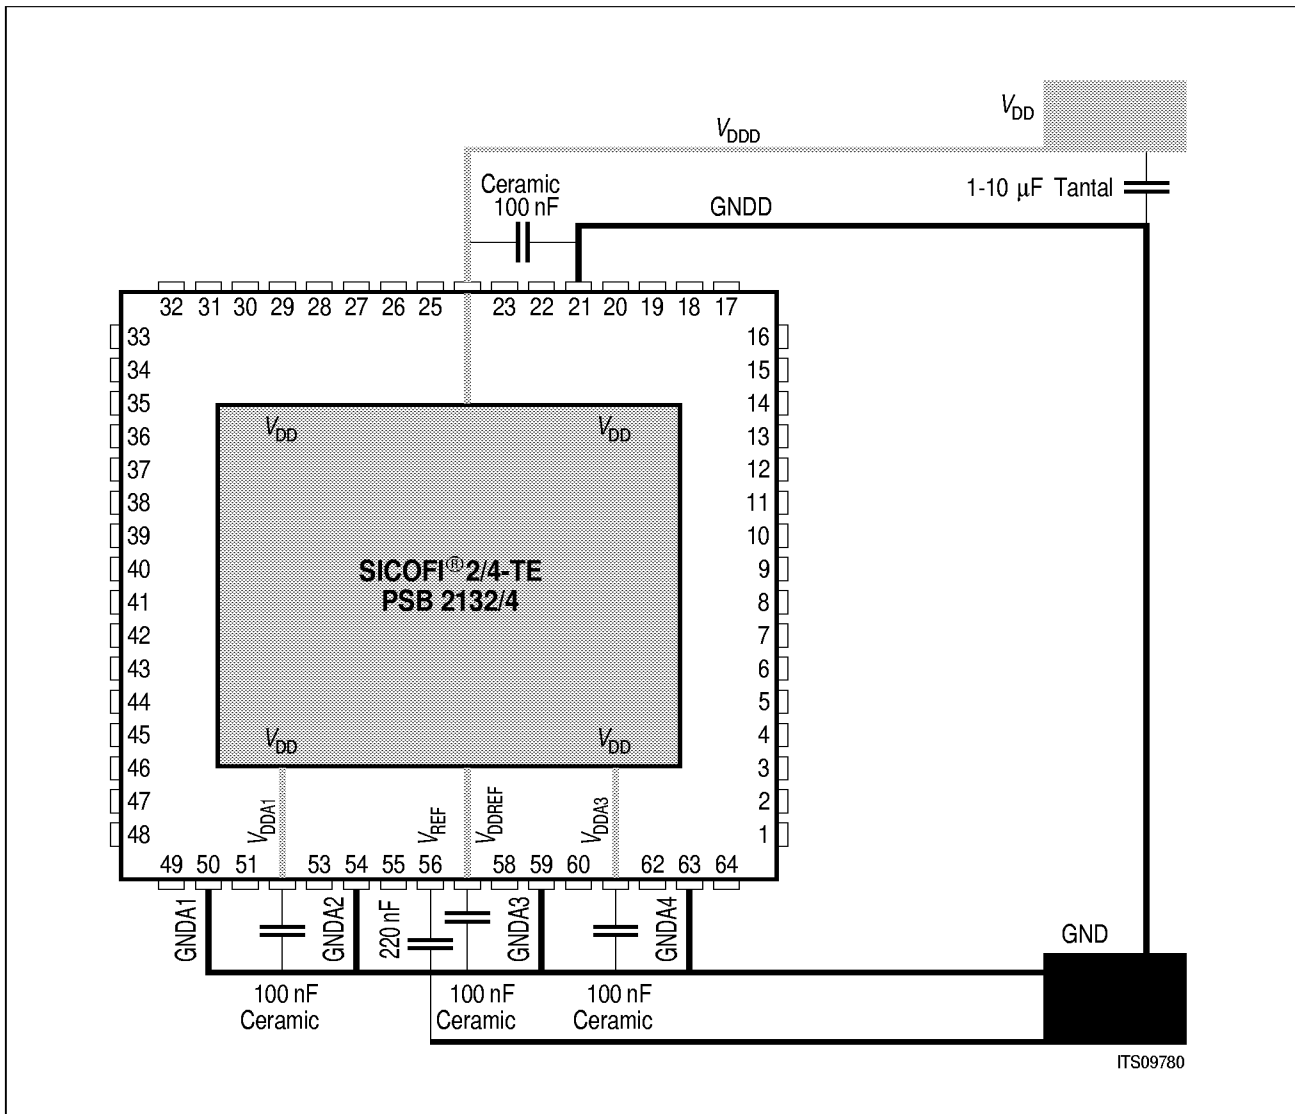 VDD
VDDD
Ceramic
100 nF
1-10 µF Tantal
GNDD
32 31 30 29 28 27 26 25 23 22 21 20 19 18 17
33 16
34 15
35 14
36 13
37 12
38 11
39 10
40 9
41 8
42 7
43 6
44 5
45 4
46 3
47 2
48 1
VDD VDD
SICOFI® 2/4-TE
PSB 2132/4
VDD VDD
VDDA1 VREF VDDREF VDDA3
49 50 51 53 54 55 56 58 59 60 62 63 64
GNDA1 GNDA2 220 nF GNDA3 GNDA4
GND
100 nF 100 nF 100 nF
Ceramic Ceramic Ceramic
ITS09780